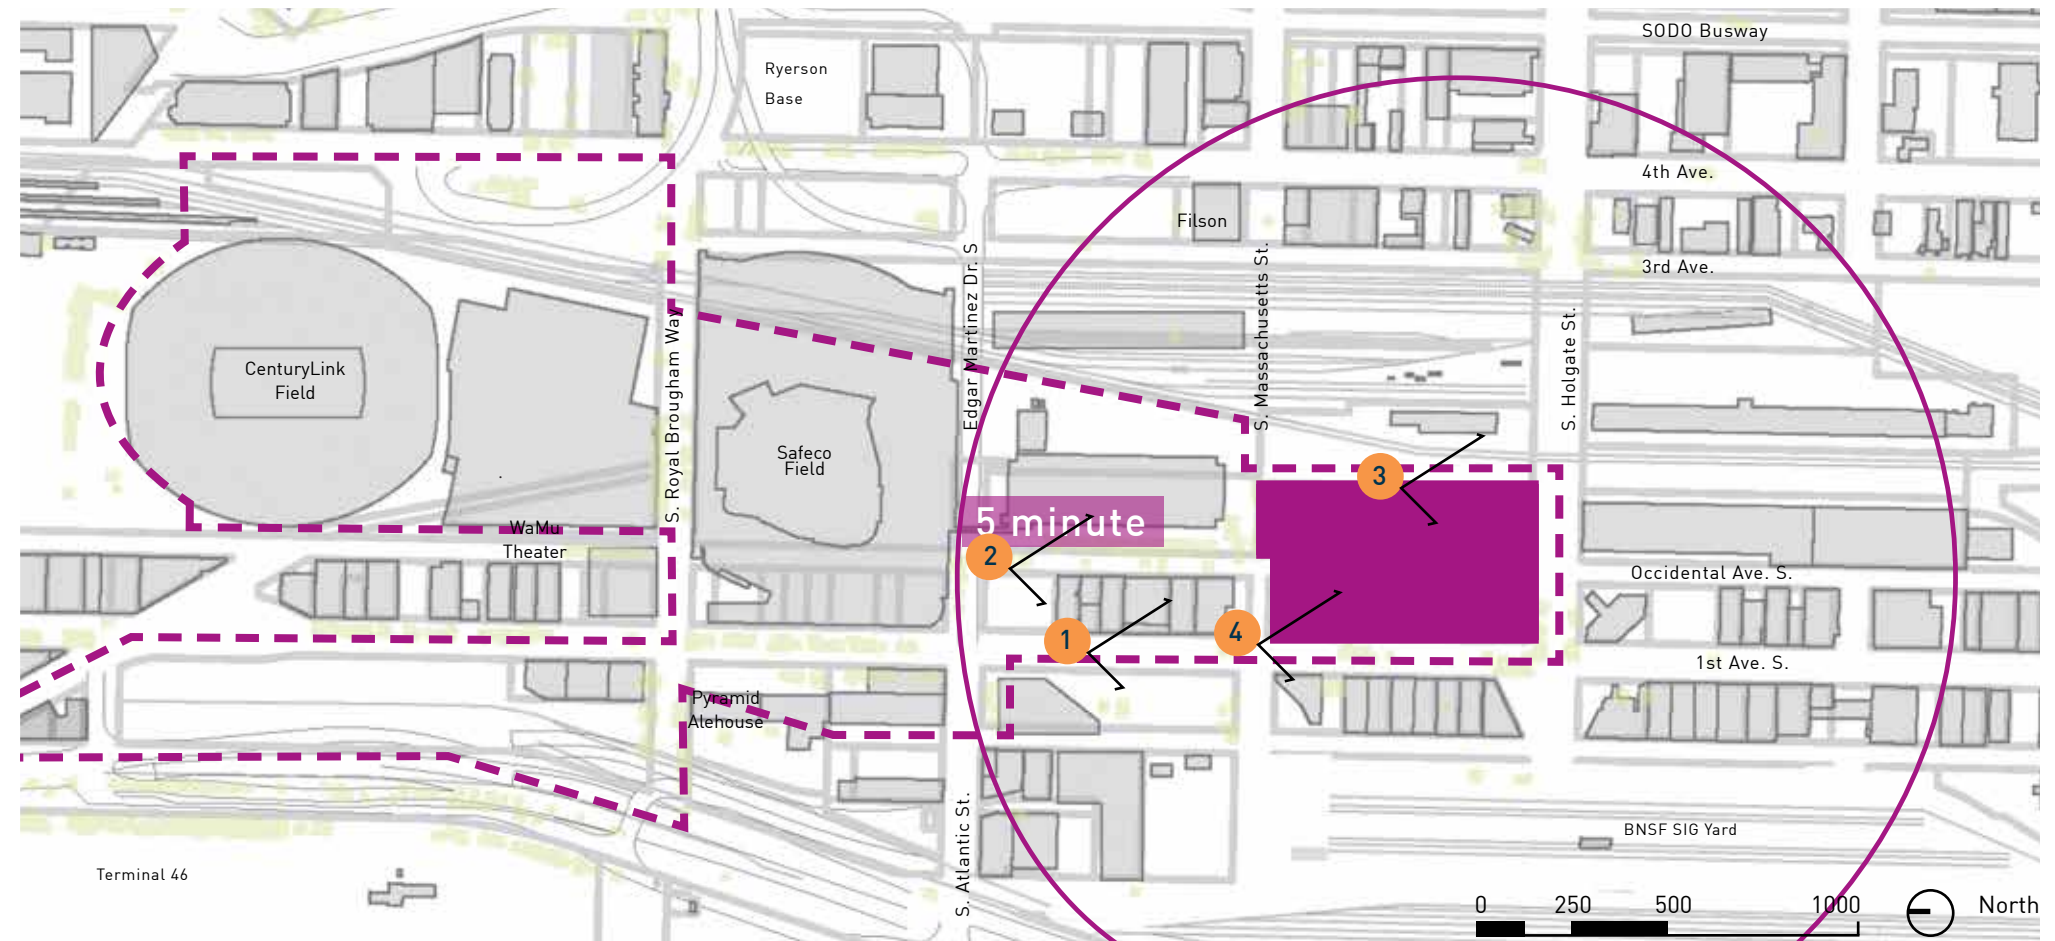 SODO Busway
Ryerson
Base
4th Ave.
Filson
3rd Ave.
S. Royal Brougham Way
Edgar Martinez Dr. S
S. Massachusetts St.
S. Holgate St.
CenturyLink
Field
Safeco
Field
3
5 minute
WaMu
Theater
2
Occidental Ave. S.
1
4
1st Ave. S.
Pyramid
Alehouse
S. Atlantic St.
BNSF SIG Yard
Terminal 46
0 250 500 1000
North